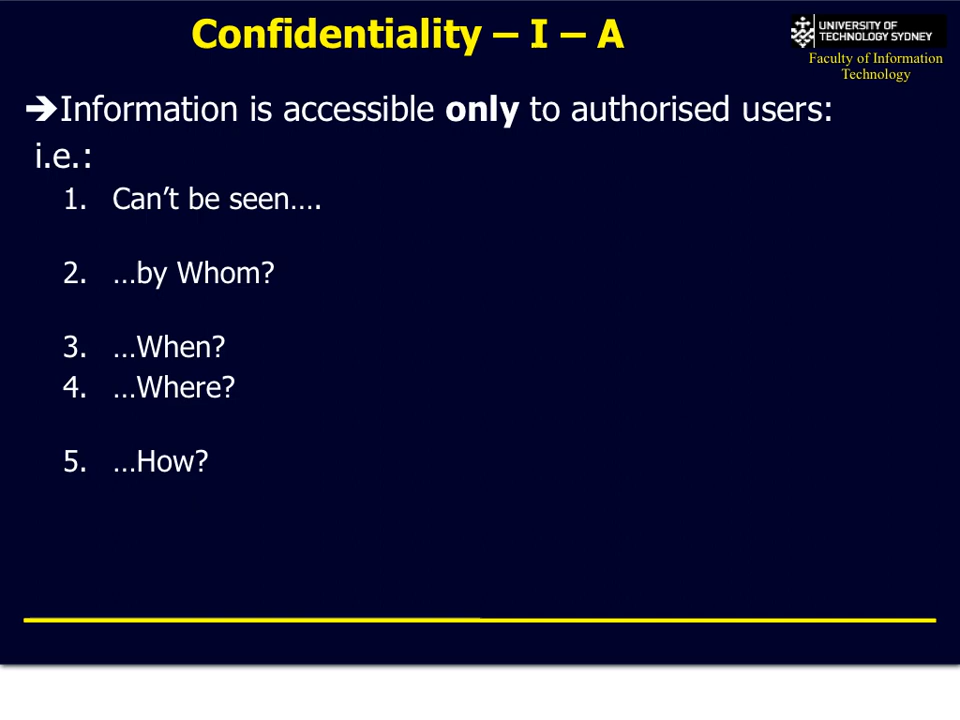 Confidentiality – I – A
UNIVERSITY OF
TECHNOLOGY SYDNEY
Faculty of Information
Technology
➔Information is accessible only to authorised users:
i.e.:
1. Can’t be seen….
2. …by Whom?
3. …When?
4. …Where?
5. …How?